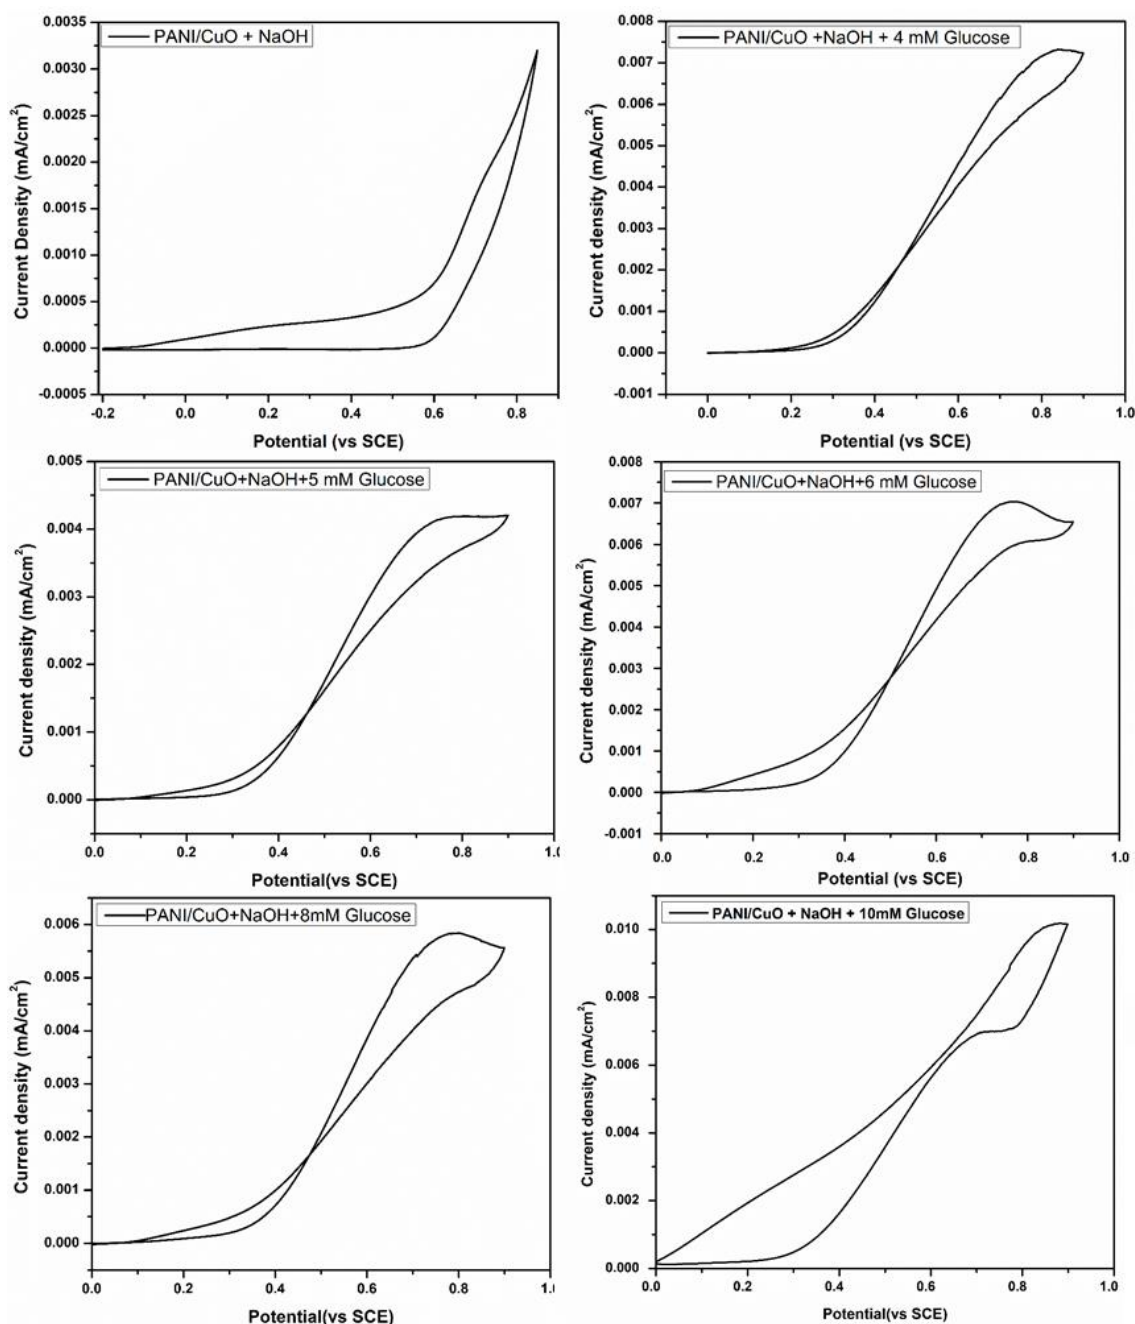 PANI/CuO + NaOH
0.0035
0.0030
0.0025
0.0020
0.0015
0.0010
0.0005
0.0000
-0.0005
Current Density (mA/cm²)
-0.2 0.0 0.2 0.4 0.6 0.8
Potential (vs SCE)
PANI/CuO +NaOH + 4 mM Glucose
0.008
0.007
0.006
0.005
0.004
0.003
0.002
0.001
0.000
-0.001
Current density (mA/cm²)
0.0 0.2 0.4 0.6 0.8 1.0
Potential (vs SCE)
PANI/CuO+NaOH+5 mM Glucose
0.005
0.004
0.003
0.002
0.001
0.000
Current density (mA/cm²)
0.0 0.2 0.4 0.6 0.8 1.0
Potential(vs SCE)
PANI/CuO+NaOH+6 mM Glucose
0.008
0.007
0.006
0.005
0.004
0.003
0.002
0.001
0.000
-0.001
Current density (mA/cm²)
0.0 0.2 0.4 0.6 0.8 1.0
Potential (vs SCE)
PANI/CuO+NaOH+8mM Glucose
0.006
0.005
0.004
0.003
0.002
0.001
0.000
Current density (mA/cm²)
0.0 0.2 0.4 0.6 0.8 1.0
Potential(vs SCE)
PANI/CuO + NaOH + 10mM Glucose
0.010
0.008
0.006
0.004
0.002
0.000
Current density (mA/cm²)
0.0 0.2 0.4 0.6 0.8 1.0
Potential(vs SCE)